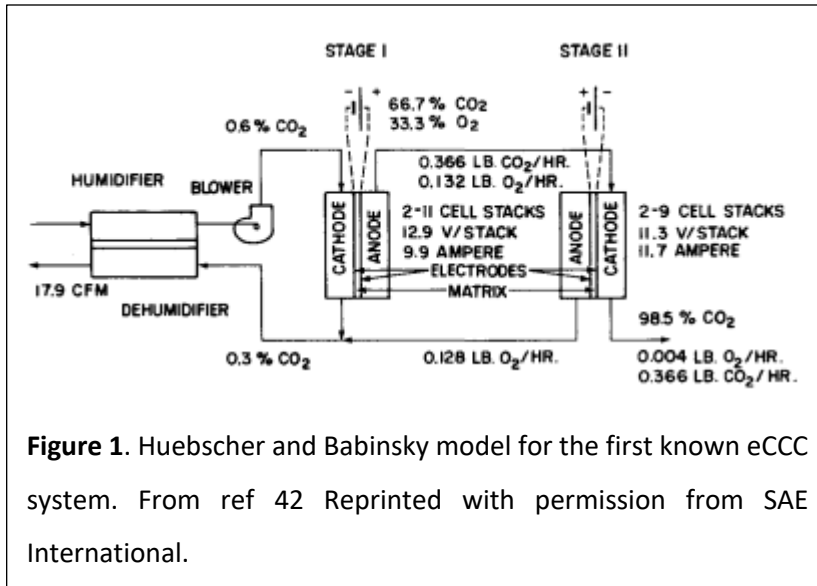 STAGE I
STAGE II
- +
+ -
66.7% CO2
33.3% O2
0.6% CO2
0.366 LB. CO2/HR.
0.132 LB. O2/HR.
HUMIDIFIER
BLOWER
CATHODE
ANODE
2-11 CELL STACKS
12.9 V/STACK
9.9 AMPERE
ELECTRODES
MATRIX
ANODE
CATHODE
2-9 CELL STACKS
11.3 V/STACK
11.7 AMPERE
17.9 CFM
DEHUMIDIFIER
98.5 % CO2
0.3% CO2
0.128 LB. O2/HR.
0.004 LB. O2/HR.
0.366 LB. CO2/HR.
Figure 1. Huebscher and Babinsky model for the first known eCCC
system. From ref 42 Reprinted with permission from SAE
International.